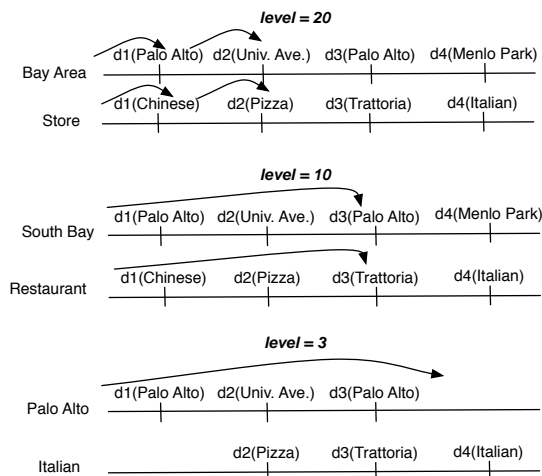 level = 20
d1(Palo Alto) d2(Univ. Ave.) d3(Palo Alto) d4(Menlo Park)
Bay Area
d1(Chinese) d2(Pizza) d3(Trattoria) d4(Italian)
Store
level = 10
d1(Palo Alto) d2(Univ. Ave.) d3(Palo Alto) d4(Menlo Park)
South Bay
d1(Chinese) d2(Pizza) d3(Trattoria) d4(Italian)
Restaurant
level = 3
d1(Palo Alto) d2(Univ. Ave.) d3(Palo Alto)
Palo Alto
d2(Pizza) d3(Trattoria) d4(Italian)
Italian